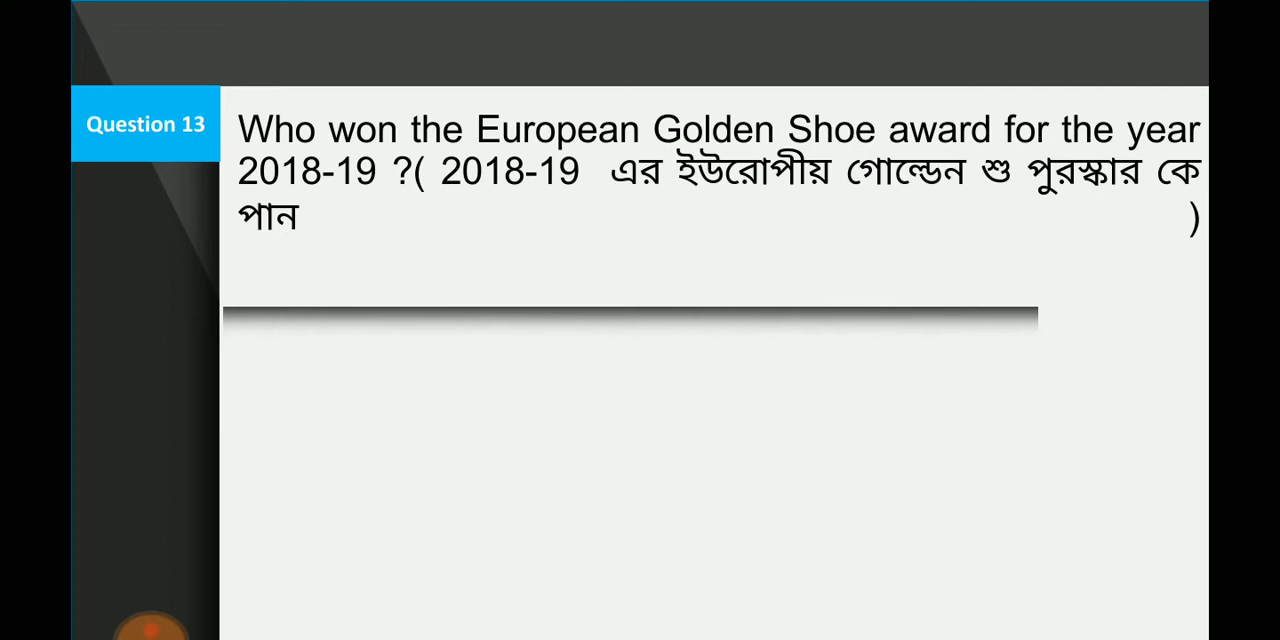 Question 13
Who won the European Golden Shoe award for the year
2018-19 ?( 2018-19 এর ইউরোপীয় গোল্ডেন শু পুরস্কার কে
পান )